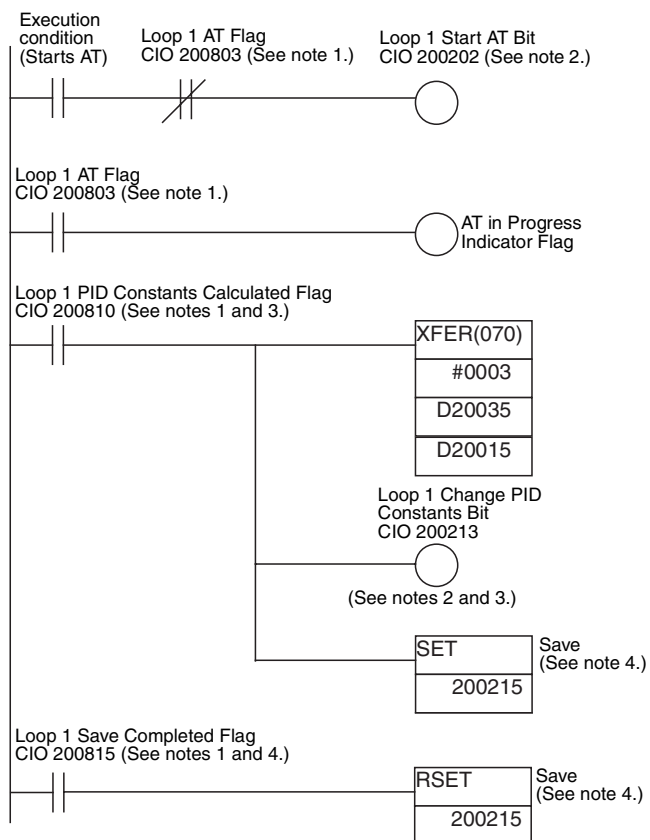 Execution
condition
(Starts AT)
Loop 1 AT Flag
CIO 200803 (See note 1.)
Loop 1 Start AT Bit
CIO 200202 (See note 2.)
Loop 1 AT Flag
CIO 200803 (See note 1.)
AT in Progress
Indicator Flag
Loop 1 PID Constants Calculated Flag
CIO 200810 (See notes 1 and 3.)
XFER(070)
#0003
D20035
D20015
Loop 1 Change PID
Constants Bit
CIO 200213
(See notes 2 and 3.)
SET
200215
Save
(See note 4.)
Loop 1 Save Completed Flag
CIO 200815 (See notes 1 and 4.)
RSET
200215
Save
(See note 4.)